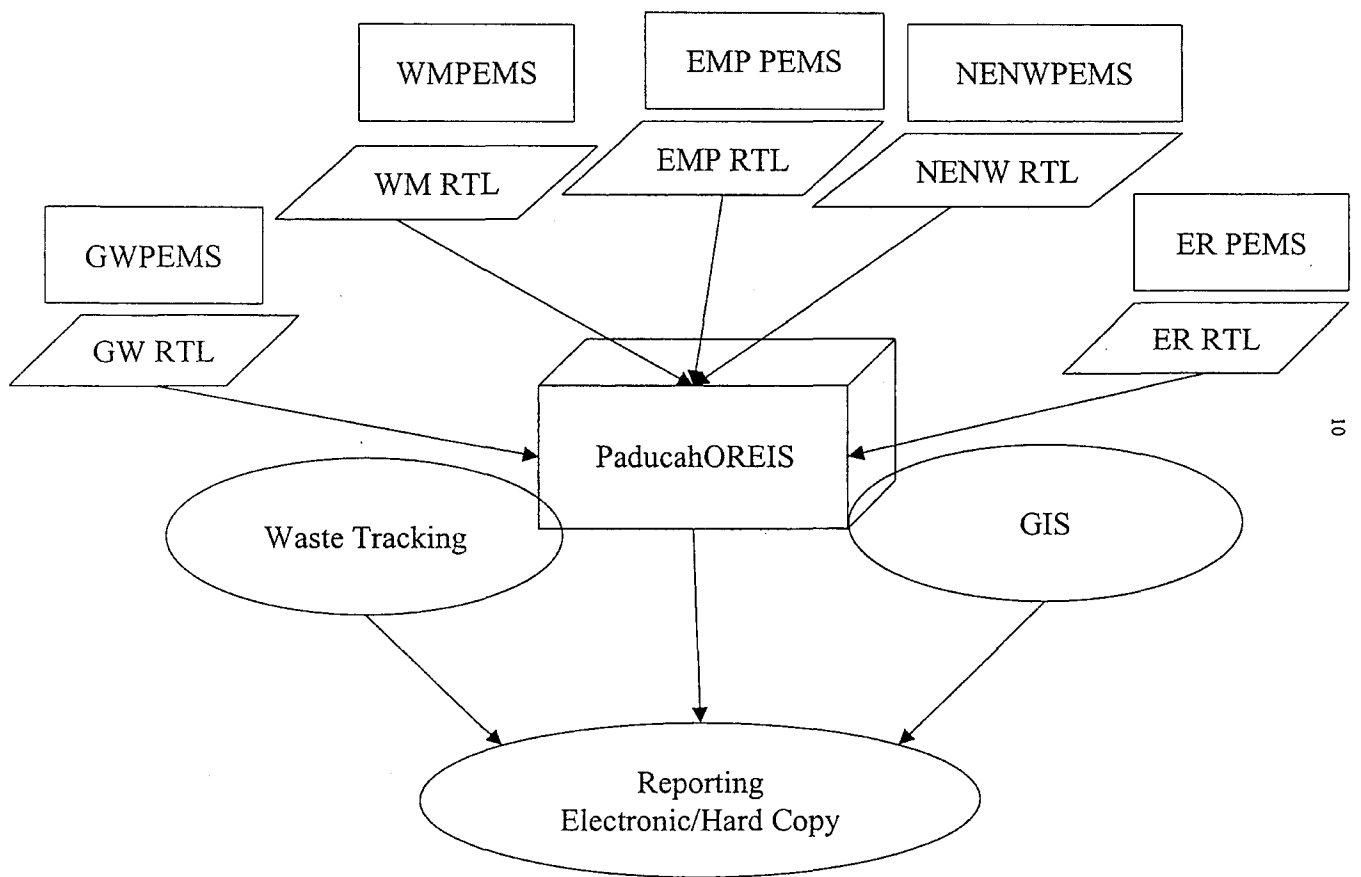 WMPEMS
EMP PEMS
NENWPEMS
WM RTL
EMP RTL
NENW RTL
GWPEMS
ER PEMS
GW RTL
ER RTL
10
PaducahOREIS
Waste Tracking
GIS
Reporting
Electronic/Hard Copy